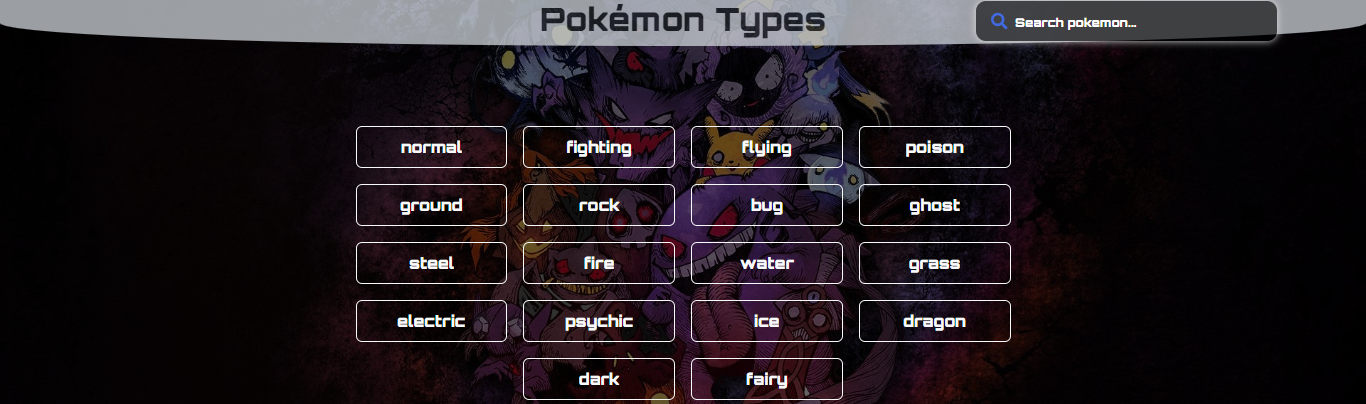 Pokémon Types
Search pokemon...
normal
fighting
flying
poison
ground
rock
bug
ghost
steel
fire
water
grass
electric
psychic
ice
dragon
dark
fairy